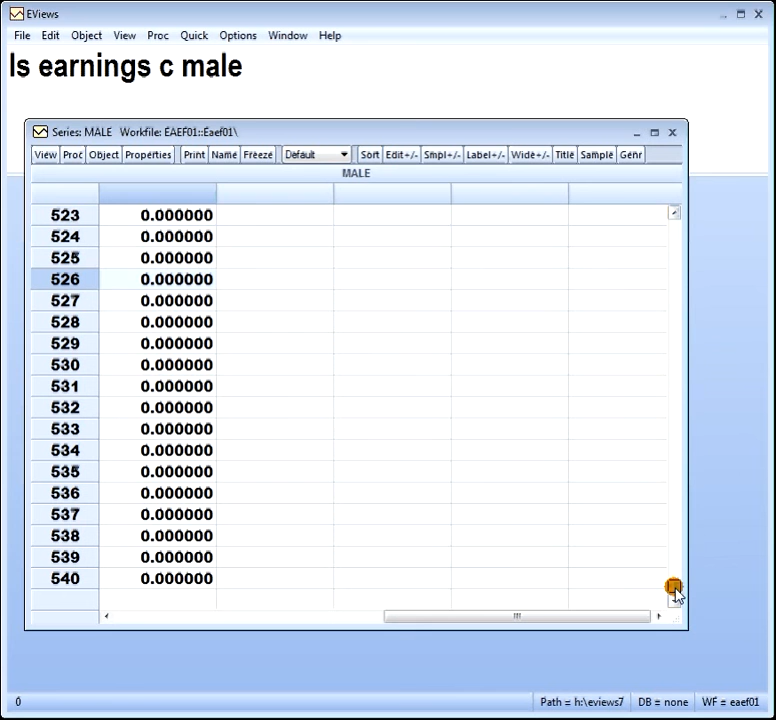 EViews
File Edit Object View Proc Quick Options Window Help
ls earnings c male
Series: MALE Workfile: EAEF01::Eaef01\
View Proc Object Properties Print Name Freeze Default Sort Edit+/- Smpl+/- Label+/- Wide+/- Title Sample Genr
MALE
523 0.000000
524 0.000000
525 0.000000
526 0.000000
527 0.000000
528 0.000000
529 0.000000
530 0.000000
531 0.000000
532 0.000000
533 0.000000
534 0.000000
535 0.000000
536 0.000000
537 0.000000
538 0.000000
539 0.000000
540 0.000000
0 Path = h:\eviews7 DB = none WF = eaef01